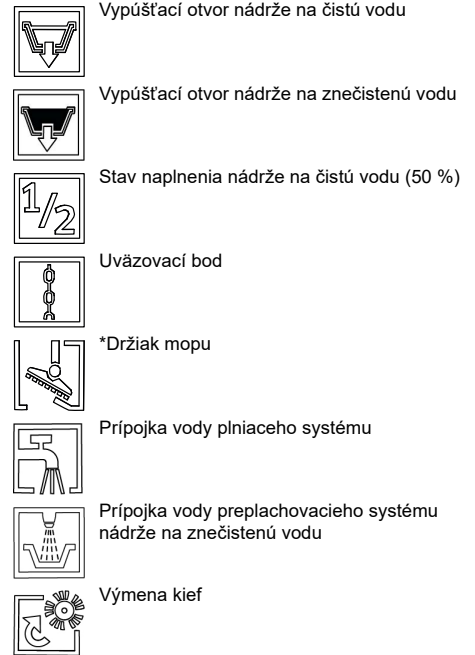 Vypúšťací otvor nádrže na čistú vodu
Vypúšťací otvor nádrže na znečistenú vodu
1/2
Stav naplnenia nádrže na čistú vodu (50 %)
Uväzovací bod
*Držiak mopu
Prípojka vody plniaceho systému
Prípojka vody preplachovacieho systému
nádrže na znečistenú vodu
Výmena kief